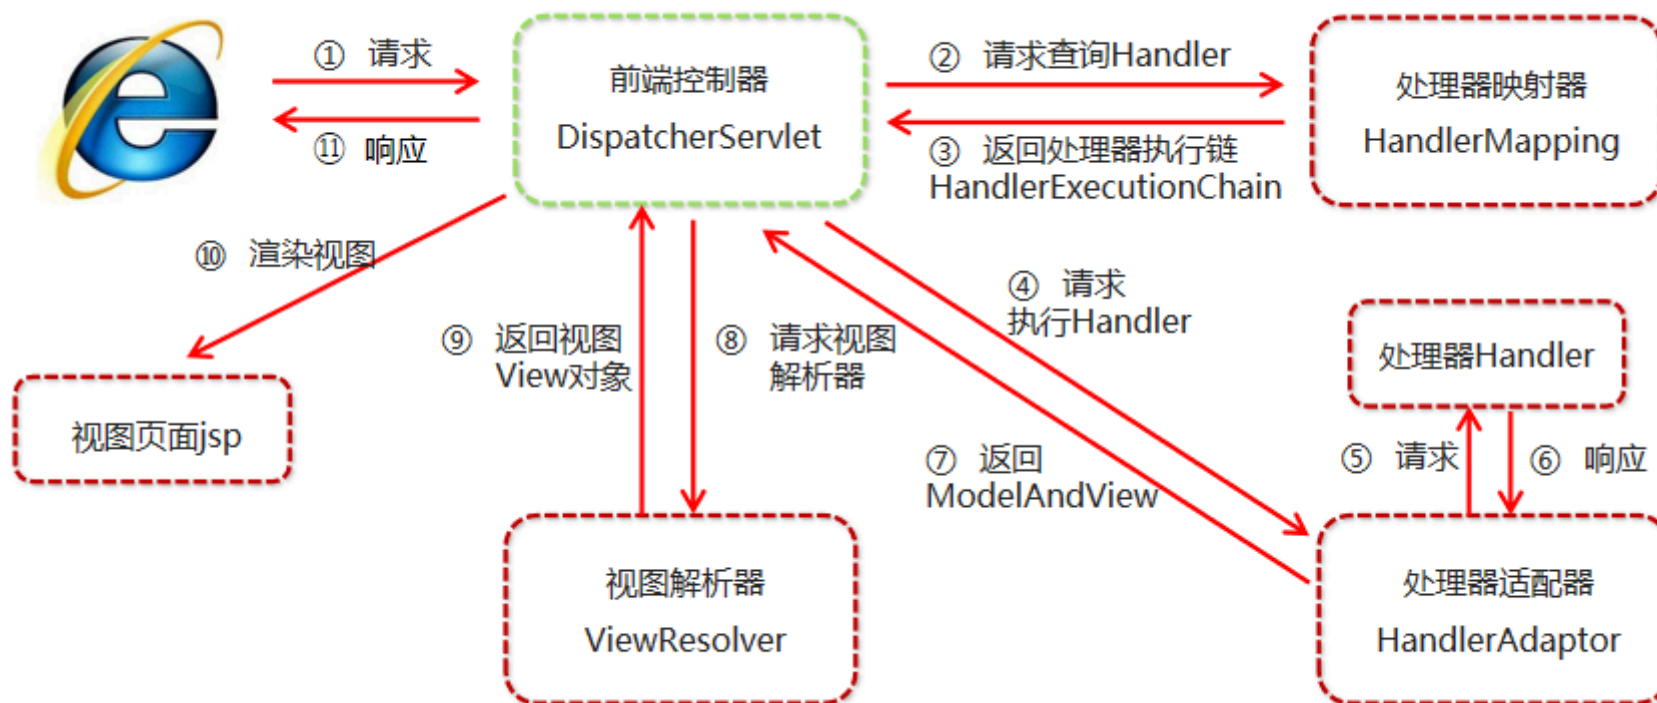 ① 请求
⑪ 响应
前端控制器
DispatcherServlet
② 请求查询Handler
③ 返回处理器执行链
HandlerExecutionChain
处理器映射器
HandlerMapping
⑩ 渲染视图
视图页面jsp
⑨ 返回视图
View对象
⑧ 请求视图
解析器
④ 请求
执行Handler
⑦ 返回
ModelAndView
处理器Handler
⑤ 请求
⑥ 响应
视图解析器
ViewResolver
处理器适配器
HandlerAdaptor